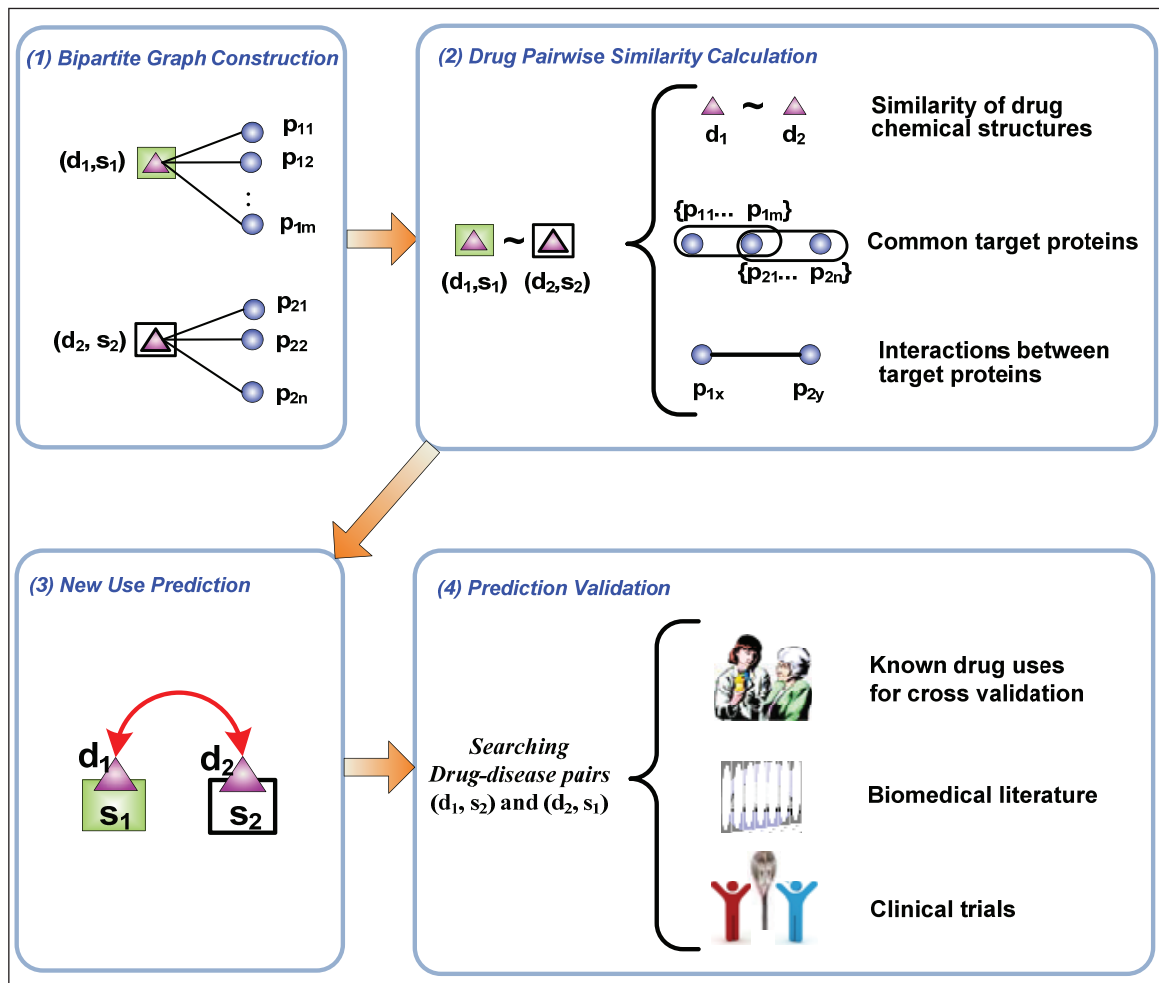 (1) Bipartite Graph Construction
(d₁,s₁)
p₁₁
p₁₂
:
p₁ₘ
(d₂, s₂)
p₂₁
p₂₂
p₂ₙ
(2) Drug Pairwise Similarity Calculation
(d₁,s₁)
~
(d₂,s₂)
d₁
~
d₂
Similarity of drug
chemical structures
{p₁₁... p₁ₘ}
{p₂₁... p₂ₙ}
Common target proteins
p₁ₓ
p₂y
Interactions between
target proteins
(3) New Use Prediction
d₁
d₂
s₁
s₂
(4) Prediction Validation
Searching
Drug-disease pairs
(d₁, s₂) and (d₂, s₁)
Known drug uses
for cross validation
Biomedical literature
Clinical trials